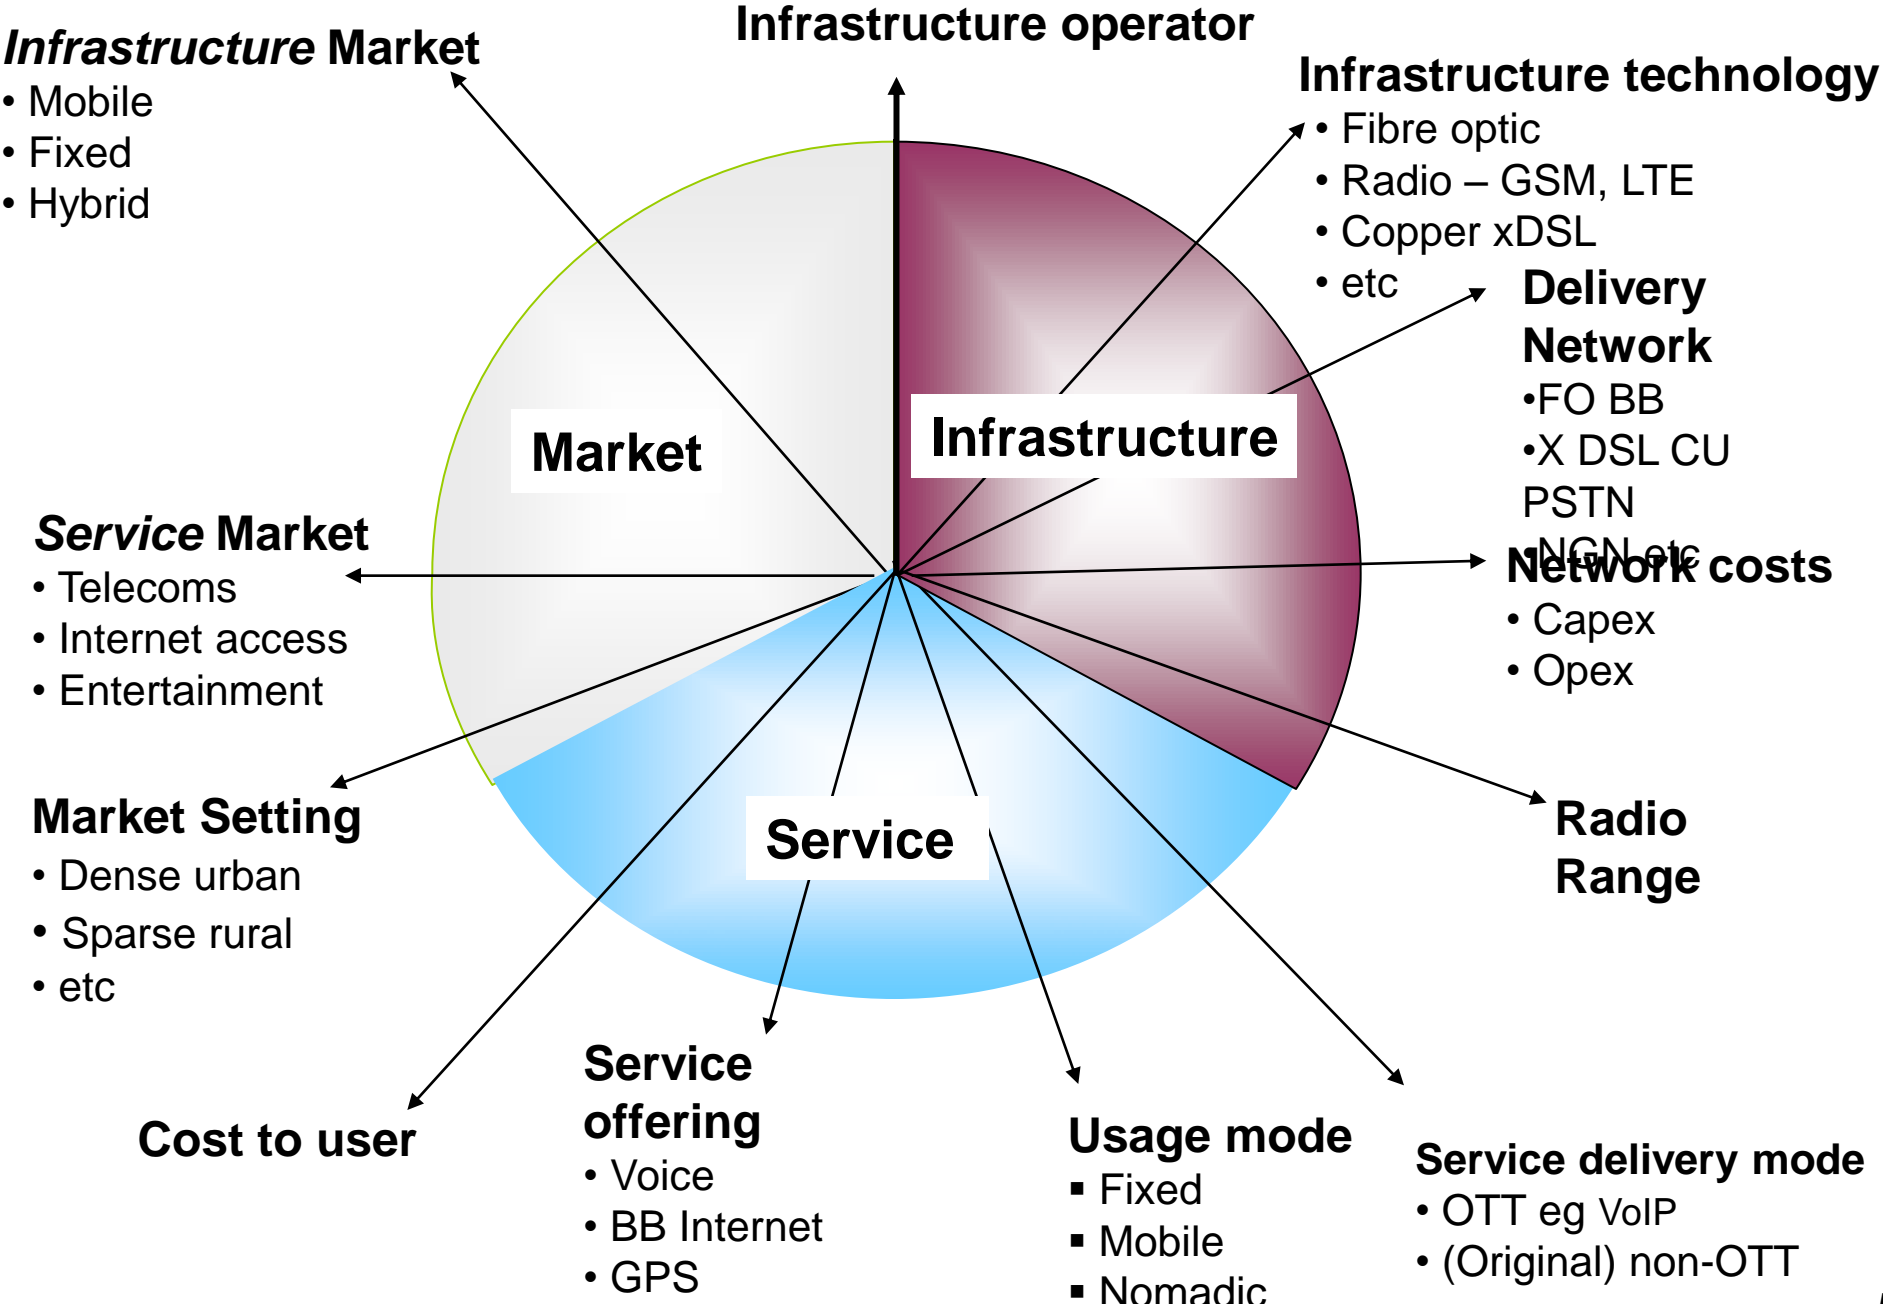 Infrastructure operator
Infrastructure Market
• Mobile
• Fixed
• Hybrid
Infrastructure technology
• Fibre optic
• Radio – GSM, LTE
• Copper xDSL
• etc
Delivery
Network
•FO BB
•X DSL CU
PSTN
•NGN etc
Market
Infrastructure
Service Market
• Telecoms
• Internet access
• Entertainment
Network costs
• Capex
• Opex
Market Setting
• Dense urban
• Sparse rural
• etc
Service
Radio
Range
Cost to user
Service
offering
• Voice
• BB Internet
• GPS
Usage mode
▪ Fixed
▪ Mobile
▪ Nomadic
Service delivery mode
• OTT eg VoIP
• (Original) non-OTT